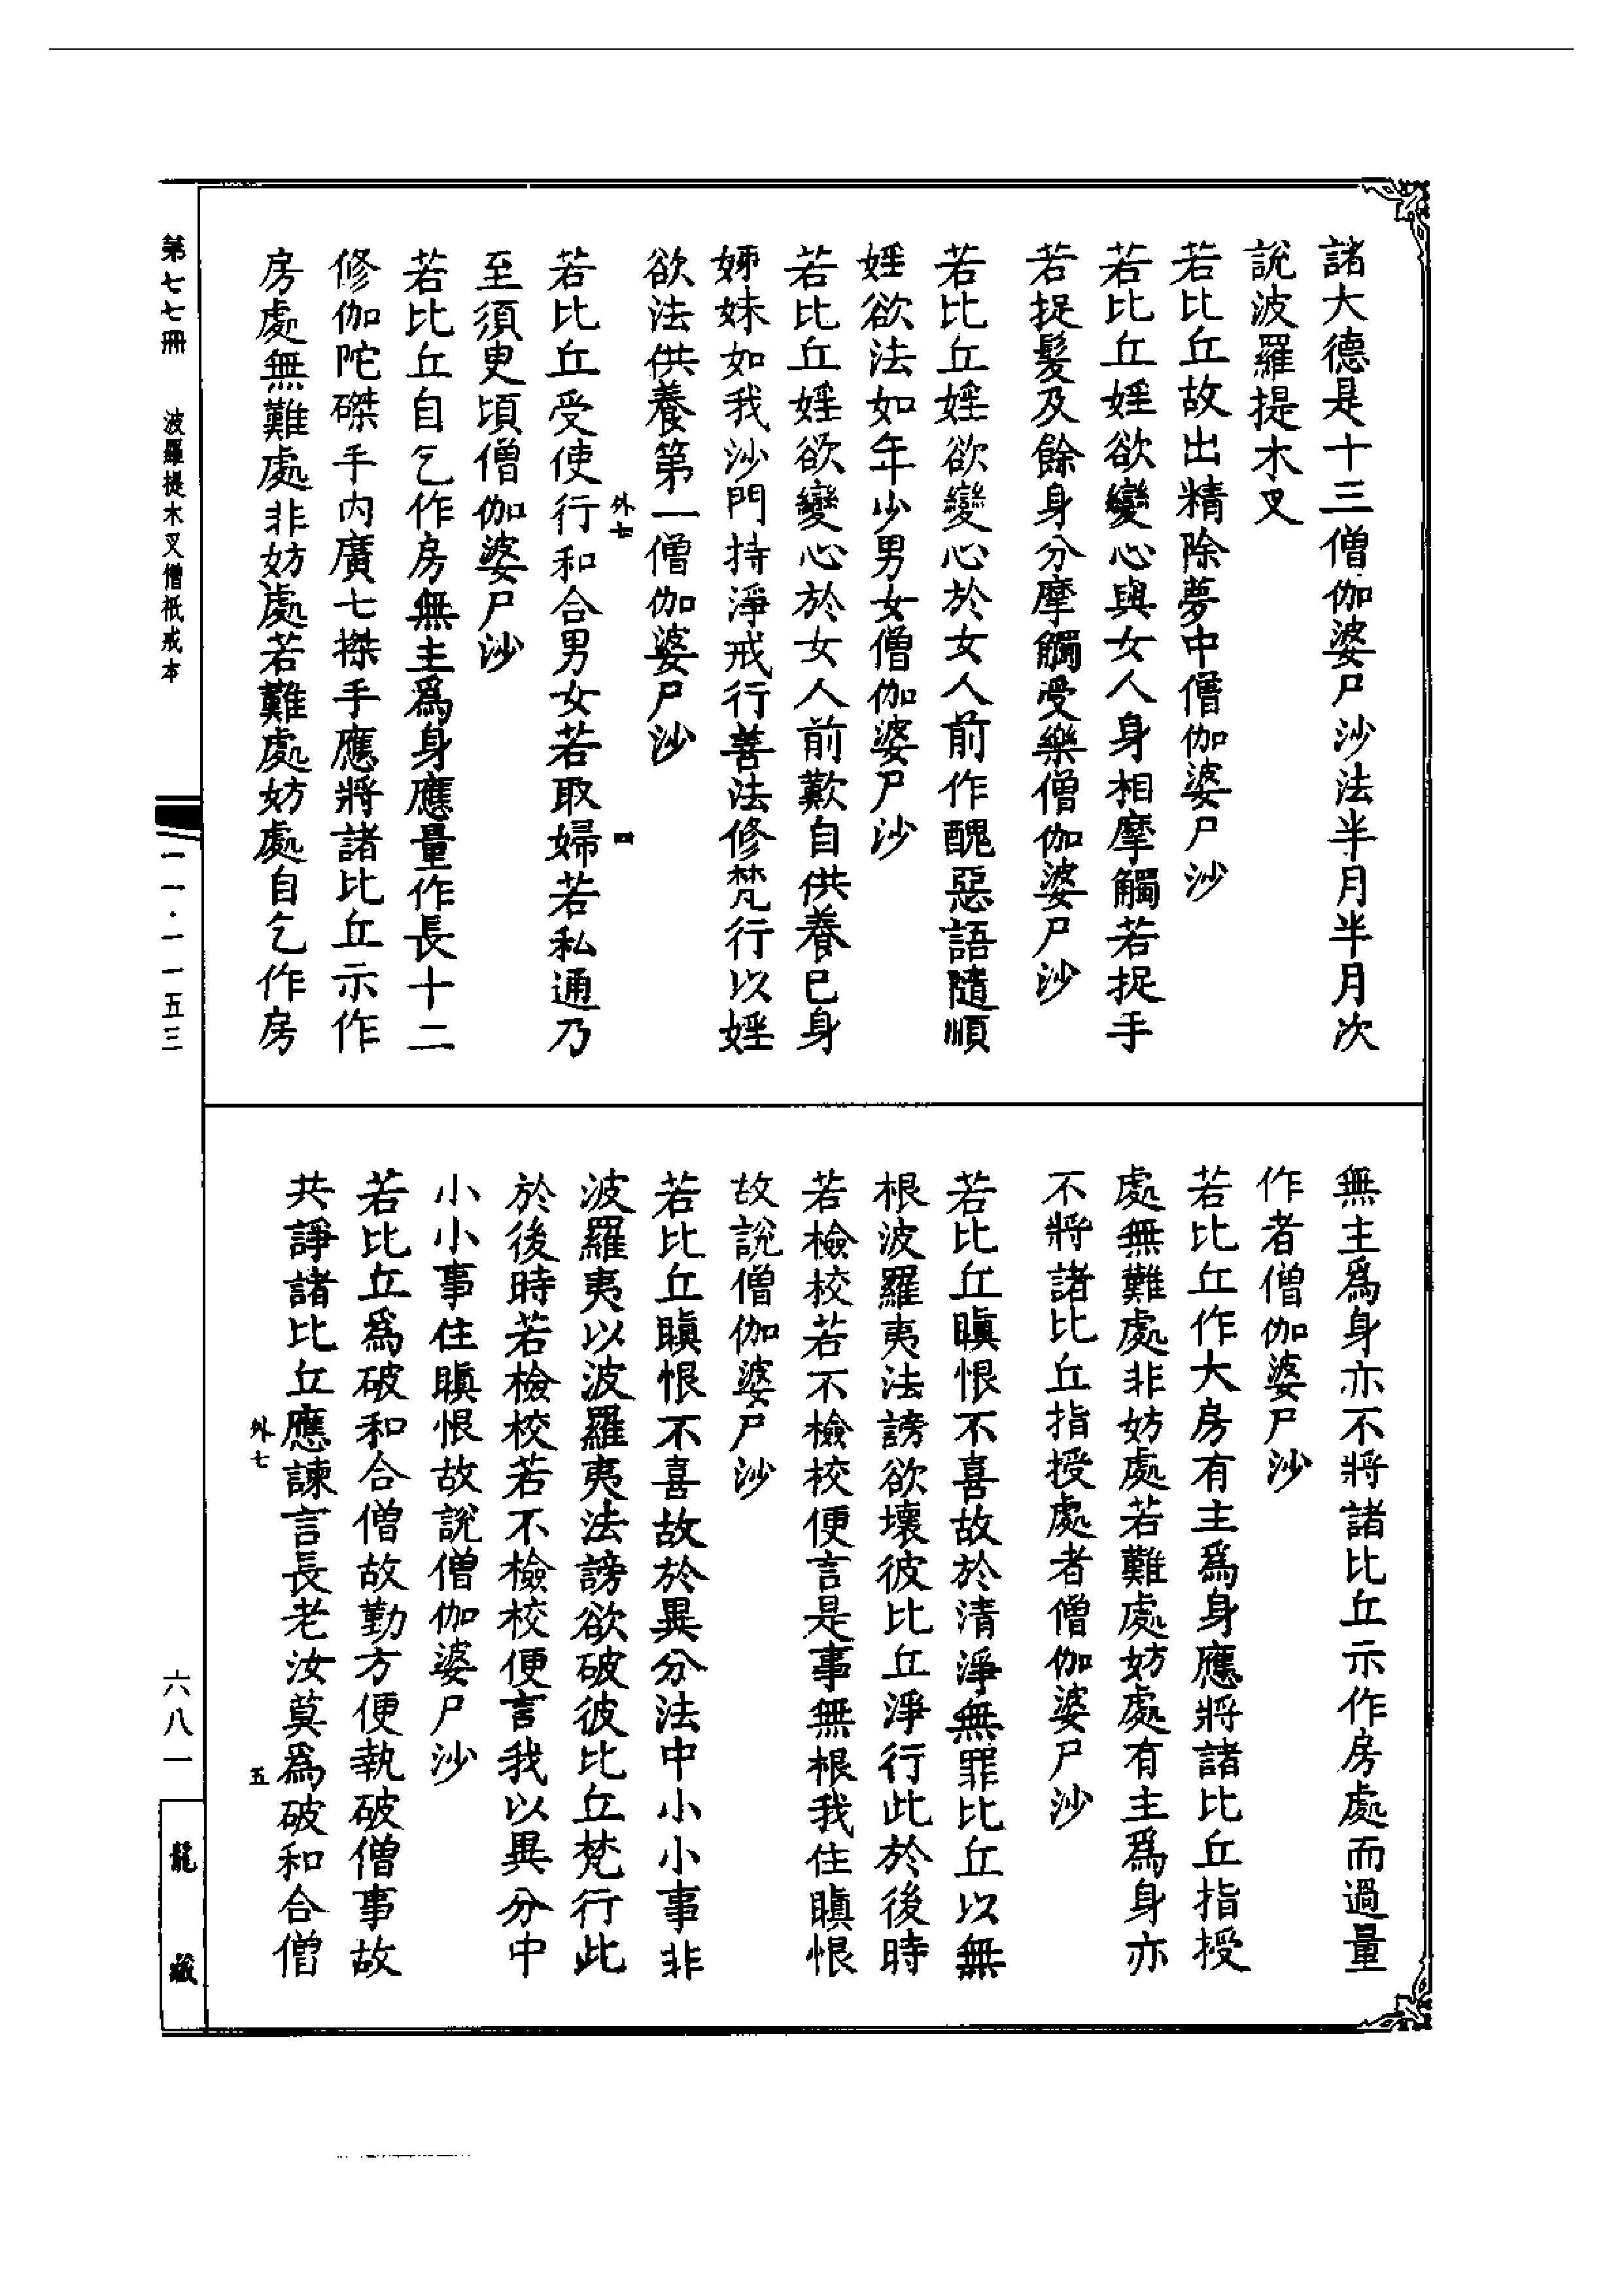 諸大德是十三僧伽婆尸沙法半月半月次
說波羅提木叉
若比丘故出精除夢中僧伽婆尸沙
若比丘婬欲變心與女人身相摩觸若捉手
若捉髮及餘身分摩觸受樂僧伽婆尸沙
若比丘婬欲變心於女人前作醜惡語隨順
婬欲法如年少男女僧伽婆尸沙
若比丘婬欲變心於女人前歎自供養已身
姊妹如我沙門持淨戒行善法修梵行以婬
欲法供養第一僧伽婆尸沙
外七
四
若比丘受使行和合男女若取婦若私通乃
至須臾頃僧伽婆尸沙
若比丘自乞作房無主爲身應量作長十二
修伽陀磔手內廣七搩手應將諸比丘示作
房處無難處非妨處若難處妨處自乞作房
無主爲身亦不將諸比丘示作房處而過量
作者僧伽婆尸沙
若比丘作大房有主爲身應將諸比丘指授
處無難處非妨處若難處妨處有主爲身亦
不將諸比丘指授處者僧伽婆尸沙
若比丘瞋恨不喜故於清淨無罪比丘以無
根波羅夷法謗欲壞彼比丘淨行此於後時
若檢校若不檢校便言是事無根我住瞋恨
故說僧伽婆尸沙
若比丘瞋恨不喜故於異分法中小小事非
波羅夷以波羅夷法謗欲破彼比丘梵行此
於後時若檢校若不檢校便言我以異分中
小小事住瞋恨故說僧伽婆尸沙
若比丘爲破和合僧故勤方便執破僧事故
共諍諸比丘應諫言長老汝莫爲破和合僧
外七
五
第七七冊
波羅提木叉僧祇戒本
一一·一一五三
六八一
龍藏